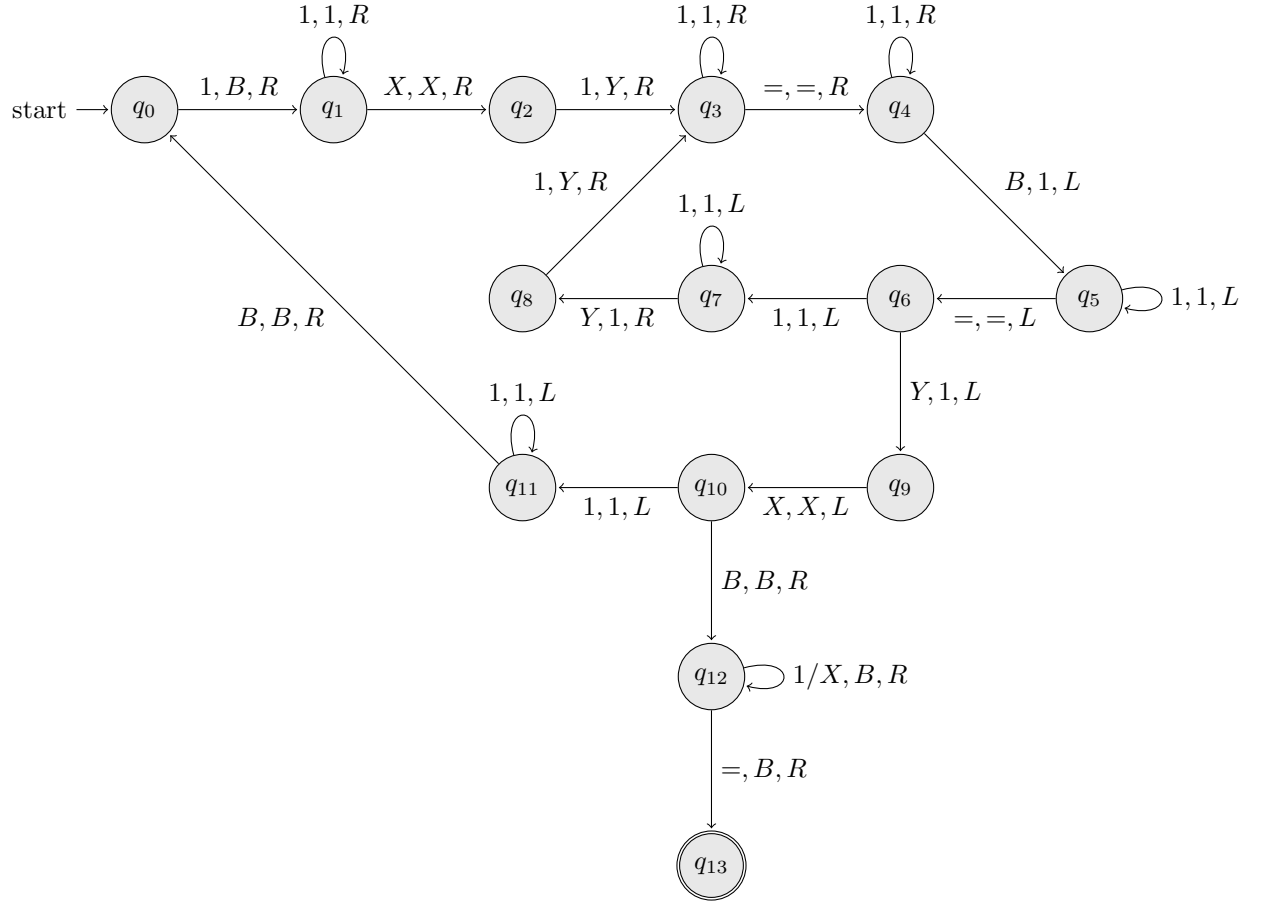 1, 1, R
1, 1, R
1, 1, R
start
q0
1, B, R
q1
X, X, R
q2
1, Y, R
q3
=, =, R
q4
1, Y, R
B, 1, L
1, 1, L
q8
Y, 1, R
q7
1, 1, L
q6
=, =, L
q5
1, 1, L
B, B, R
1, 1, L
Y, 1, L
q11
1, 1, L
q10
X, X, L
q9
B, B, R
q12
1/X, B, R
=, B, R
q13